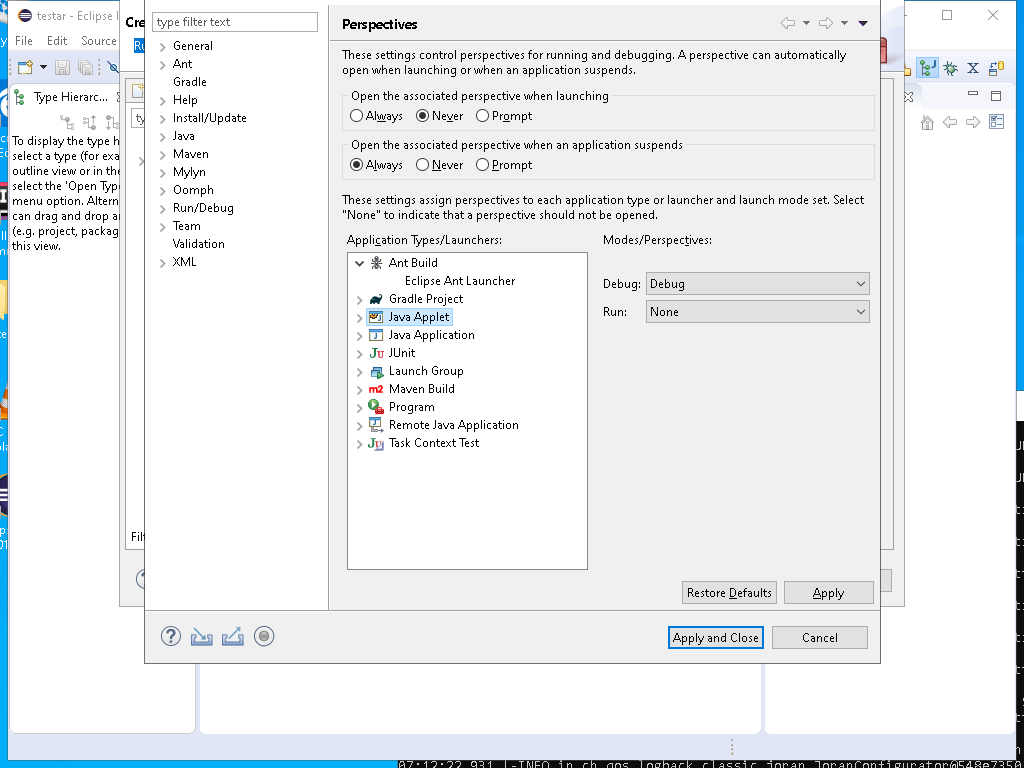 testar - Eclipse I
File Edit Source
Type Hierarc...
To display the type h
select a type (for exa
outline view or in the
select the 'Open Type
menu option. Altern
can drag and drop a
(e.g. project, packag
this view.
Cre
Ru
ty
Filt
type filter text
General
Ant
Gradle
Help
Install/Update
Java
Maven
Mylyn
Oomph
Run/Debug
Team
Validation
XML
Perspectives
These settings control perspectives for running and debugging. A perspective can automatically
open when launching or when an application suspends.
Open the associated perspective when launching
Always Never Prompt
Open the associated perspective when an application suspends
Always Never Prompt
These settings assign perspectives to each application type or launcher and launch mode set. Select
"None" to indicate that a perspective should not be opened.
Application Types/Launchers:
Modes/Perspectives:
Ant Build
Eclipse Ant Launcher
Gradle Project
Java Applet
Java Application
JUnit
Launch Group
Maven Build
Program
Remote Java Application
Task Context Test
Debug: Debug
Run: None
Restore Defaults Apply
Apply and Close Cancel
07:12:22,931 |-INFO in ch.qos.logback.classic.joran.JoranConfigurator@548e7350